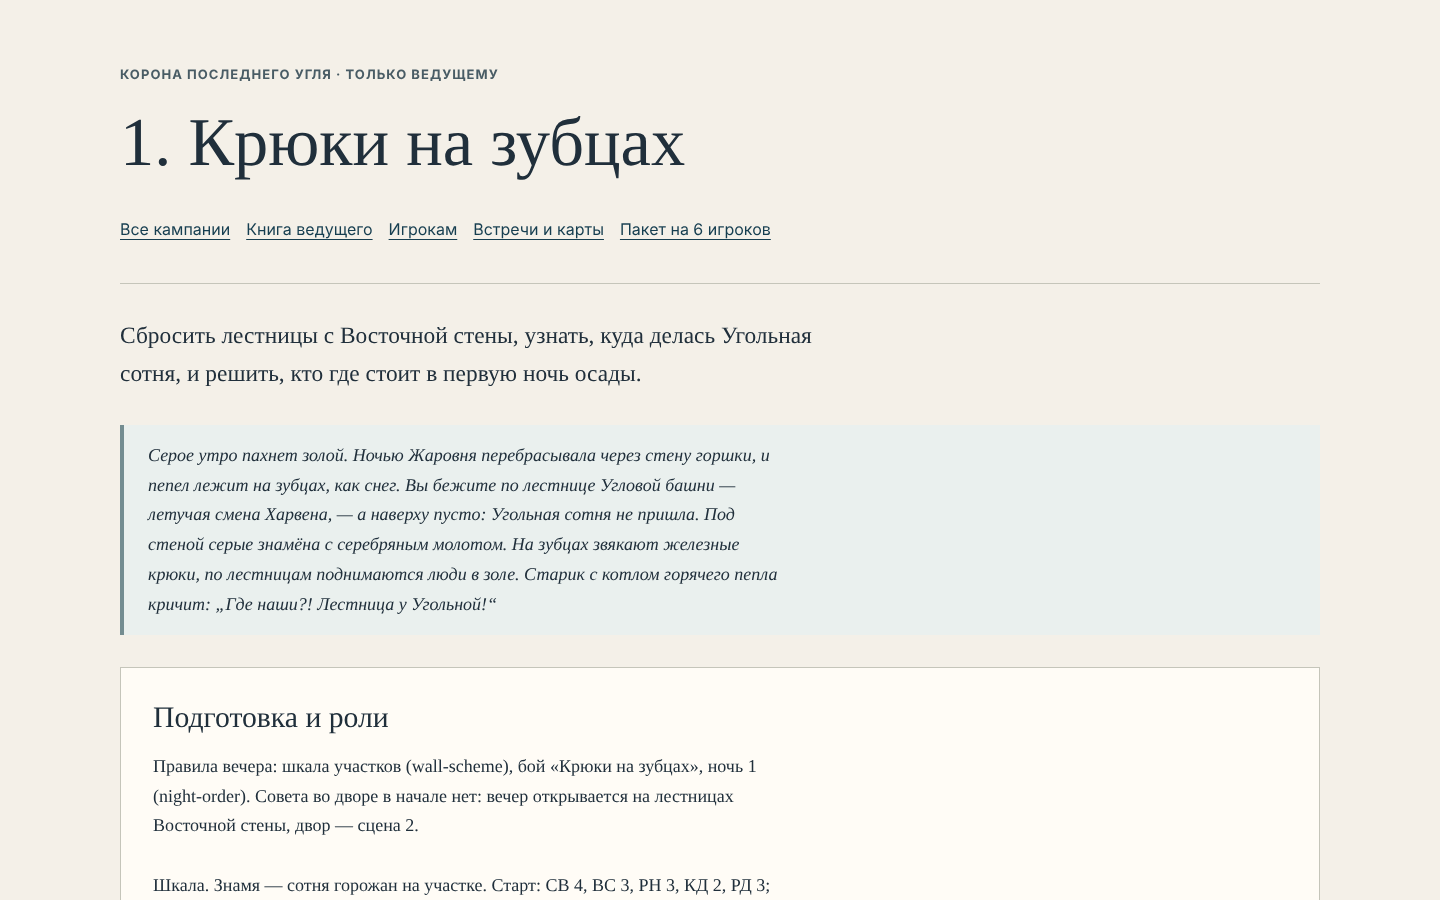 КОРОНА ПОСЛЕДНЕГО УГЛЯ · ТОЛЬКО ВЕДУЩЕМУ
1. Крюки на зубцах
Все кампании Книга ведущего Игрокам Встречи и карты Пакет на 6 игроков
Сбросить лестницы с Восточной стены, узнать, куда делась Угольная
сотня, и решить, кто где стоит в первую ночь осады.
Серое утро пахнет золой. Ночью Жаровня перебрасывала через стену горшки, и
пепел лежит на зубцах, как снег. Вы бежите по лестнице Угловой башни —
летучая смена Харвена, — а наверху пусто: Угольная сотня не пришла. Под
стеной серые знамёна с серебряным молотом. На зубцах звякают железные
крюки, по лестницам поднимаются люди в золе. Старик с котлом горячего пепла
кричит: „Где наши?! Лестница у Угольной!“
Подготовка и роли
Правила вечера: шкала участков (wall-scheme), бой «Крюки на зубцах», ночь 1
(night-order). Совета во дворе в начале нет: вечер открывается на лестницах
Восточной стены, двор — сцена 2.
Шкала. Знамя — сотня горожан на участке. Старт: СВ 4, ВС 3, РН 3, КД 2, РД 3;